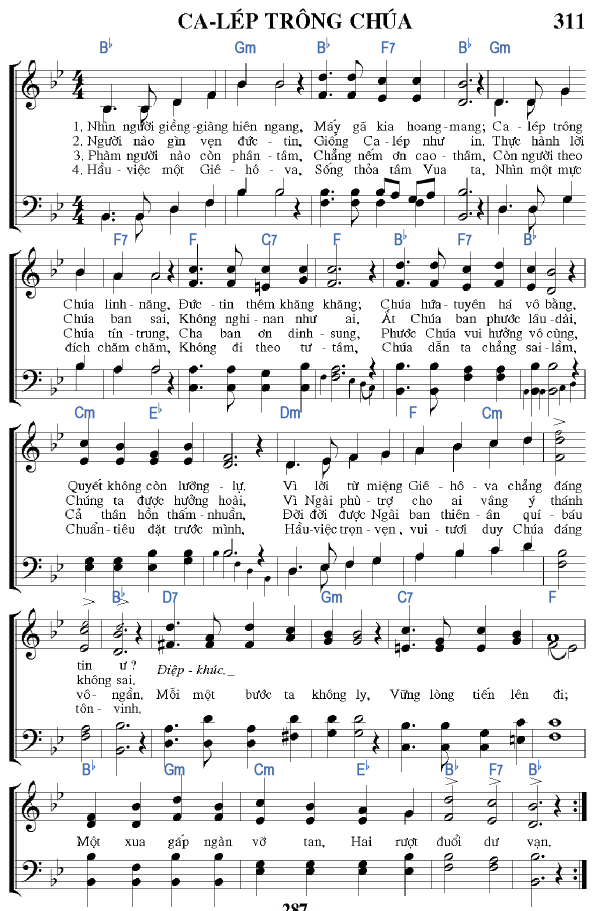 CA-LÉP TRÔNG CHÚA 311
B♭ Gm B♭ F7 B♭ Gm
1. Nhìn người giềng-giàng hiên ngang, Mấy gã kia hoang-mang; Ca-lép trông
2. Người nào gìn vẹn đức-tin, Giống Ca-lép như in. Thực hành lời
3. Phàm người nào còn phần-tâm, Chẳng nếm ơn cao-thâm, Còn người theo
4. Hầu-việc một Giê-hô-va, Sống thỏa tâm Vua ta, Nhìn một mực
F7 F C7 F B♭ F7 B♭
Chúa linh-năng, Đức-tin thêm khăng khăng; Chúa hứa-tuyên há vô bằng,
Chúa ban sai, Không nghi-nan như ai, Ắt Chúa ban phước lâu-dài,
Chúa tín-trung, Cha ban ơn dinh-sung, Phước Chúa vui hưởng vô cùng,
đích chăm chăm, Không đi theo tư-tâm, Chúa dẫn ta chẳng sai-lầm,
Cm E♭ Dm F Cm
Quyết không còn lưỡng-lự, Vì lời từ miệng Giê-hô-va chẳng đáng
Chúng ta được hưởng hoài, Vì Ngài phù-trợ cho ai vâng ý thánh
Cả thần hồn thấm-nhuần, Đời đời được Ngài ban thiên-ân quí-báu
Chuẩn-tiêu đặt trước mình, Hầu-việc trọn-vẹn, vui-tươi duy Chúa đáng
B♭ D7 Gm C7 F
tin ư? Điệp-khúc._
không sai,
vô-ngần, Mỗi một bước ta không ly, Vững lòng tiến lên đi;
tôn-vinh.
B♭ Gm Cm E♭ B♭ F7 B♭
Một xua gấp ngàn vỡ tan, Hai rượt đuổi dư vạn.
287